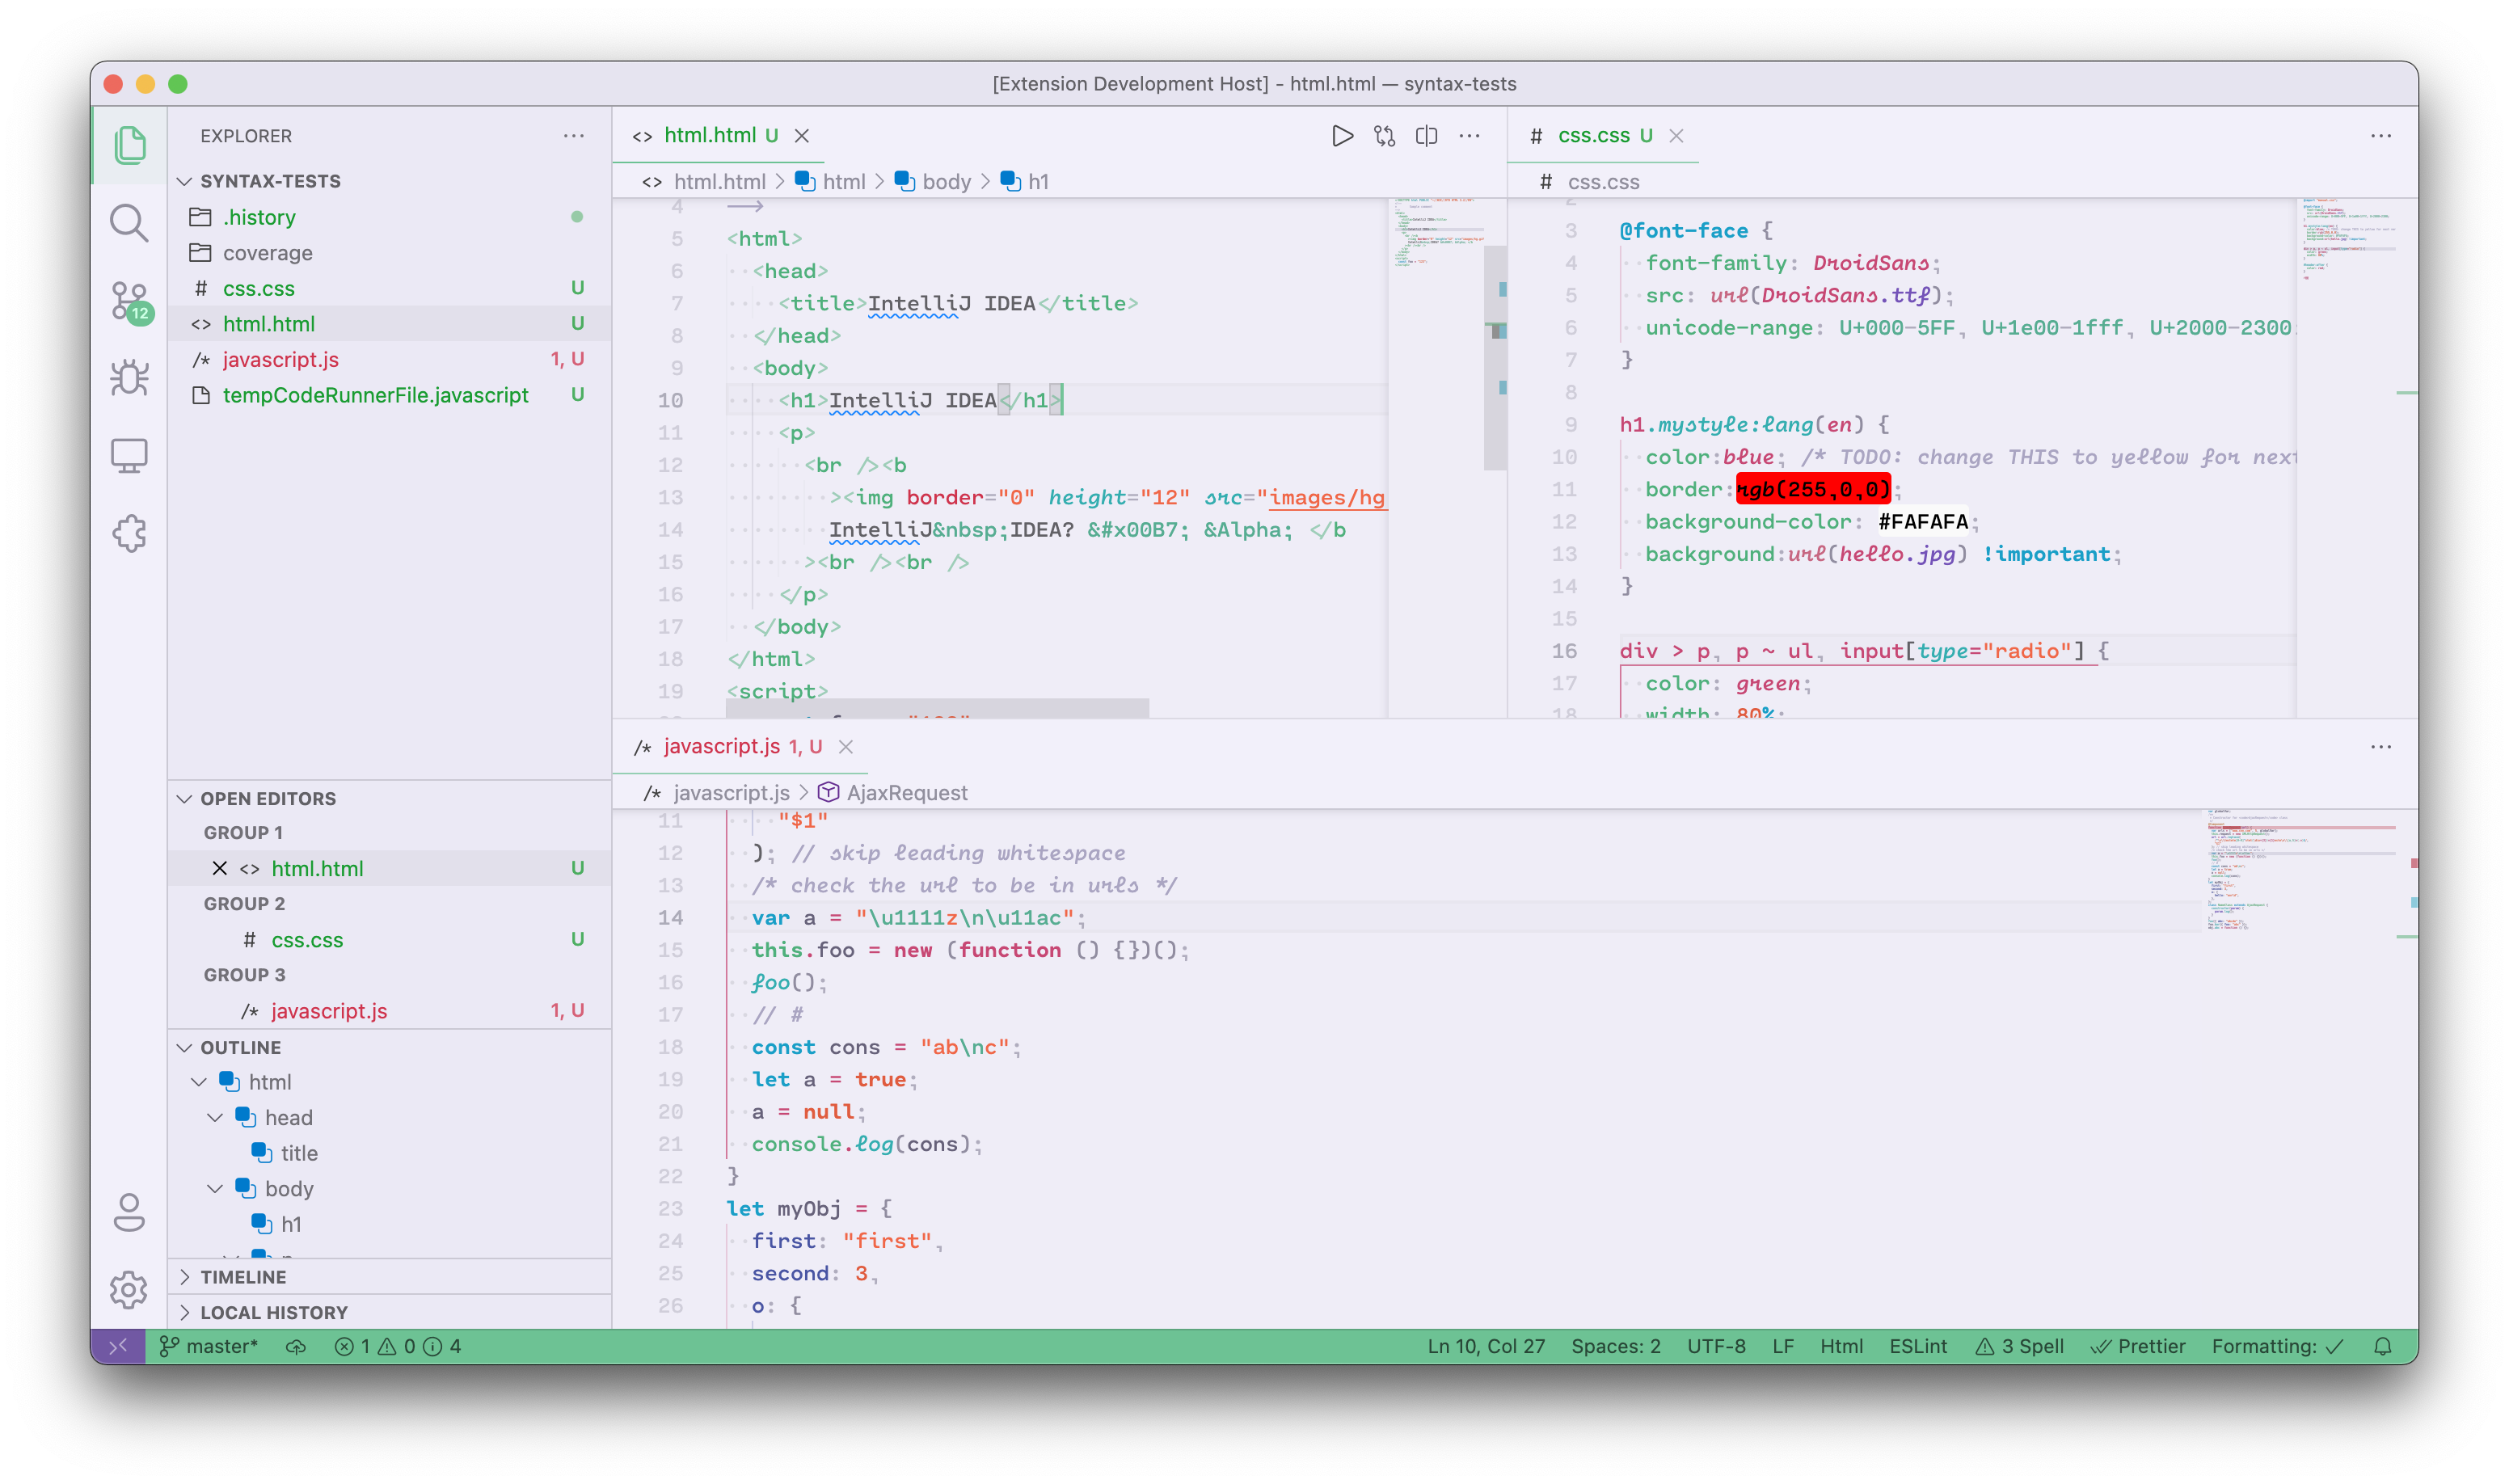 [Extension Development Host] - html.html — syntax-tests
EXPLORER
SYNTAX-TESTS
.history
coverage
# css.css U
<> html.html U
/* javascript.js 1, U
tempCodeRunnerFile.javascript U
12
OPEN EDITORS
GROUP 1
<> html.html U
GROUP 2
# css.css U
GROUP 3
/* javascript.js 1, U
OUTLINE
html
head
title
body
h1
TIMELINE
LOCAL HISTORY
<> html.html U
<> html.html > html > body > h1
4 -->
5 <html>
6 <head>
7 <title>IntelliJ IDEA</title>
8 </head>
9 <body>
10 <h1>IntelliJ IDEA</h1>
11 <p>
12 <br /><b
13 ><img border="0" height="12" src="images/hg.
14 IntelliJ&nbsp;IDEA? &#x00B7; &Alpha; </b
15 ><br /><br />
16 </p>
17 </body>
18 </html>
19 <script>
# css.css U
# css.css
2
3 @font-face {
4 font-family: DroidSans;
5 src: url(DroidSans.ttf);
6 unicode-range: U+000-5FF, U+1e00-1fff, U+2000-2300;
7 }
8
9 h1.mystyle:lang(en) {
10 color:blue; /* TODO: change THIS to yellow for next
11 border:rgb(255,0,0);
12 background-color: #FAFAFA;
13 background:url(hello.jpg) !important;
14 }
15
16 div > p, p ~ ul, input[type="radio"] {
17 color: green;
18 width: 80%;
/* javascript.js 1, U
/* javascript.js > AjaxRequest
11 "$1"
12 ); // skip leading whitespace
13 /* check the url to be in urls */
14 var a = "\u1111z\n\u11ac";
15 this.foo = new (function () {})();
16 foo();
17 // #
18 const cons = "ab\nc";
19 let a = true;
20 a = null;
21 console.log(cons);
22 }
23 let myObj = {
24 first: "first",
25 second: 3,
26 o: {
master* 1 0 4 Ln 10, Col 27 Spaces: 2 UTF-8 LF Html ESLint 3 Spell Prettier Formatting: ✓